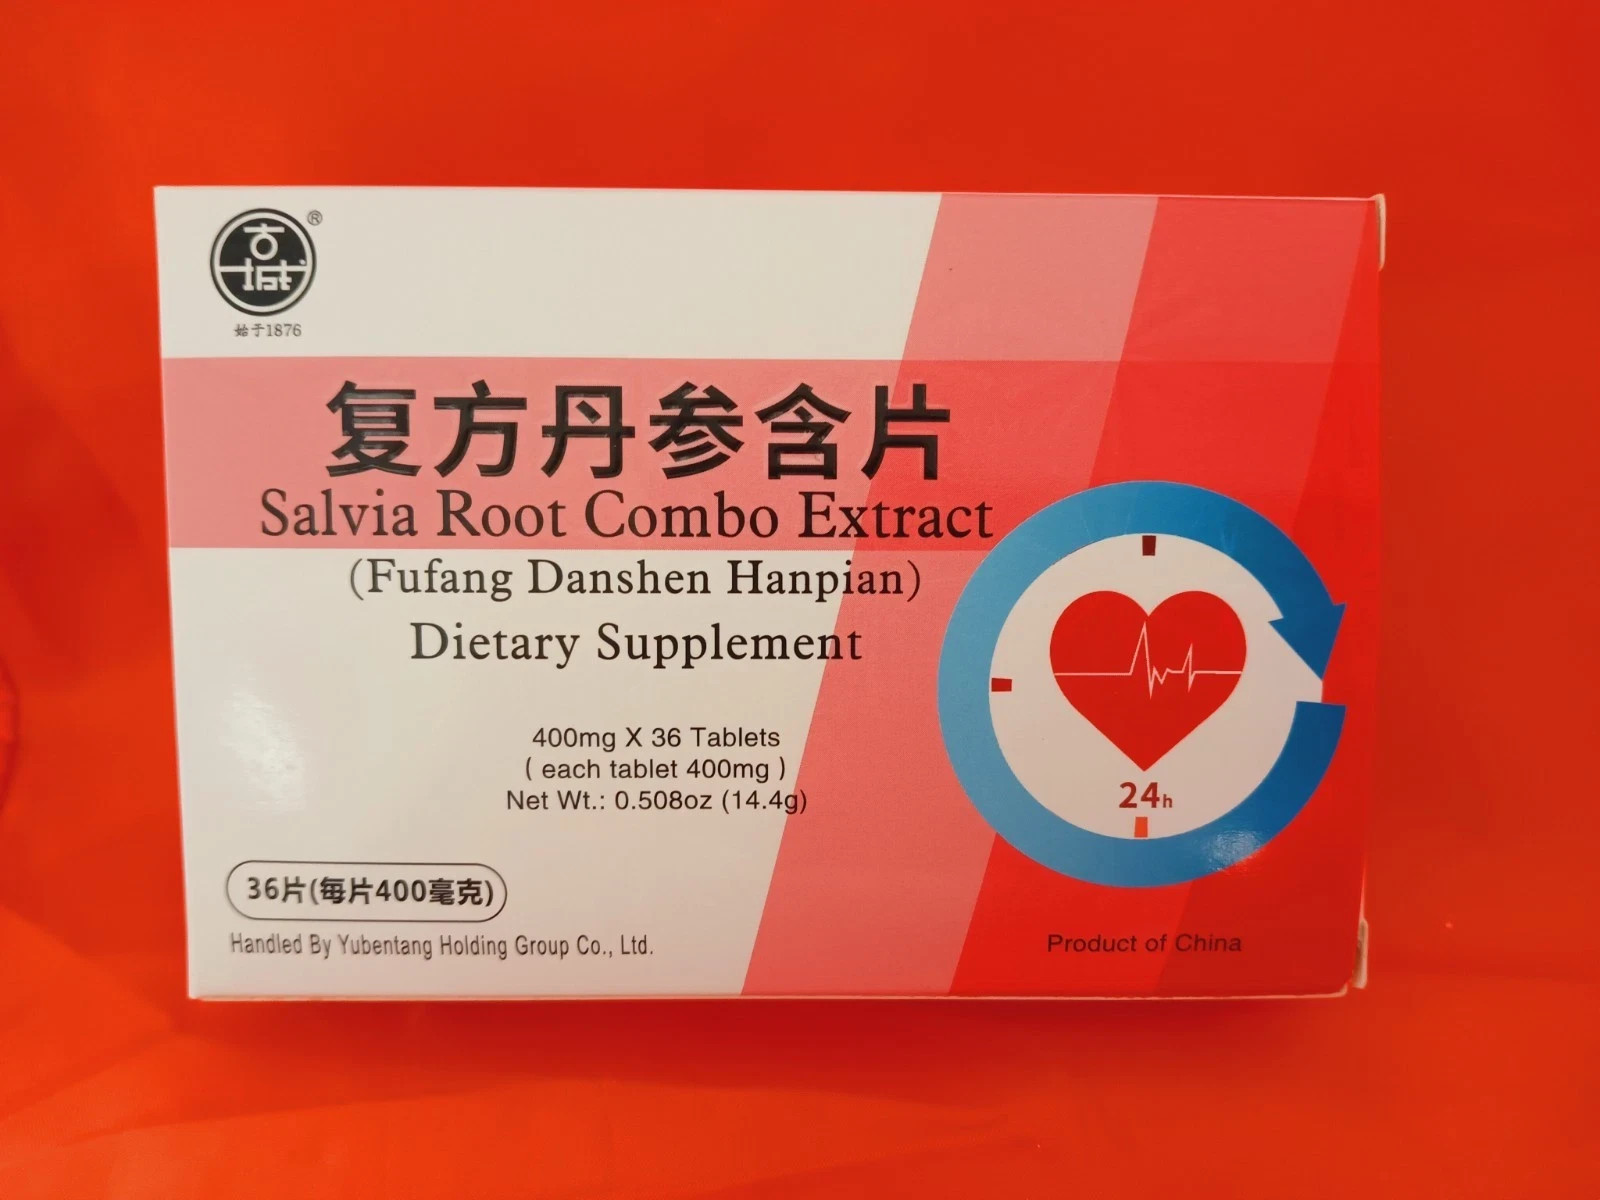 古城®
始于1876
复方丹参含片
Salvia Root Combo Extract
(Fufang Danshen Hanpian)
Dietary Supplement
400mg X 36 Tablets
( each tablet 400mg )
Net Wt.: 0.508oz (14.4g)
24h
36片(每片400毫克)
Handled By Yubentang Holding Group Co., Ltd.
Product of China